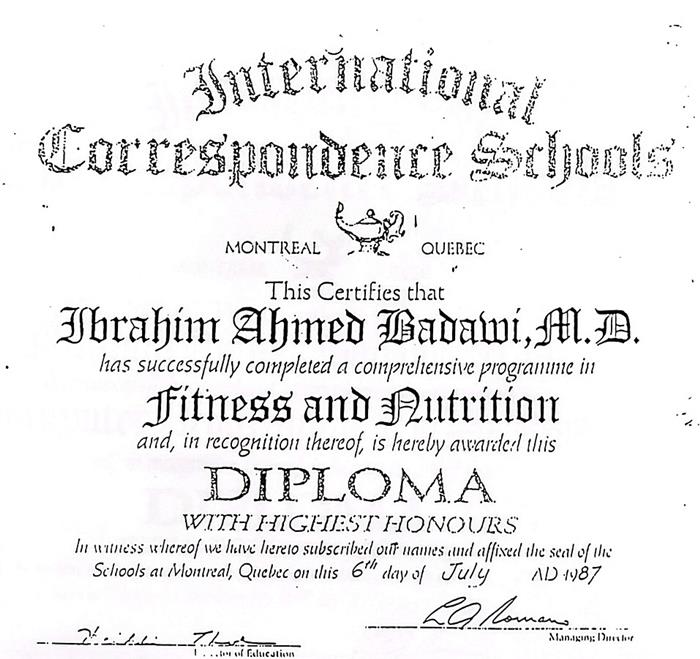 International
Correspondence Schools
MONTREAL QUEBEC
This Certifies that
Ibrahim Ahmed Badawi, M.D.
has successfully completed a comprehensive programme in
Fitness and Nutrition
and, in recognition thereof, is hereby awarded this
DIPLOMA
WITH HIGHEST HONOURS
In witness whereof we have hereto subscribed our names and affixed the seal of the
Schools at Montreal, Quebec on this 6th day of July AD 1987
Managing Director
of Education